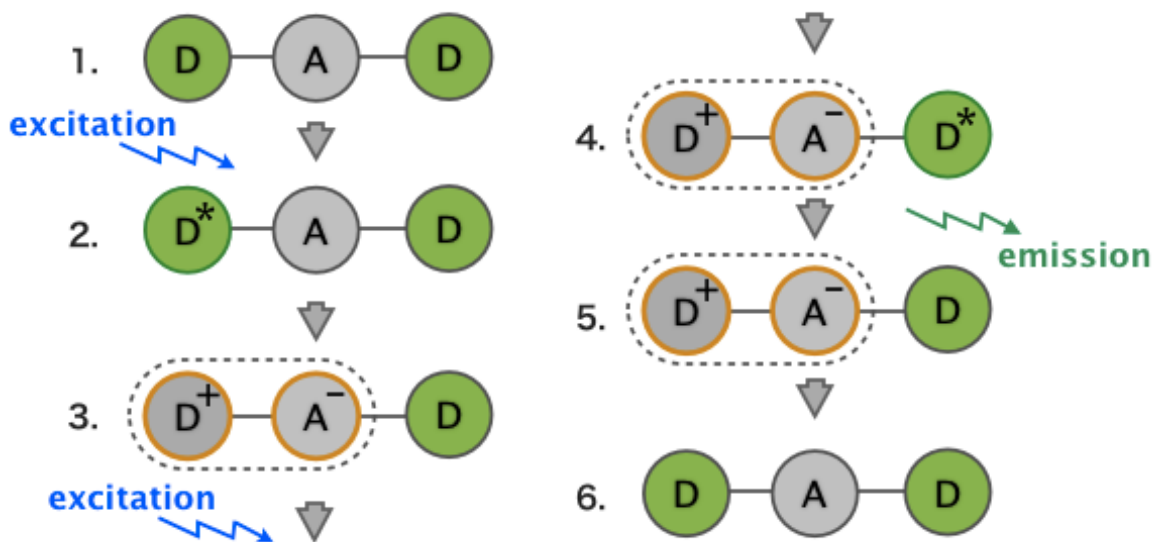 1. D A D
excitation
2. D* A D
3. D+ A− D
excitation
4. D+ A− D*
emission
5. D+ A− D
6. D A D